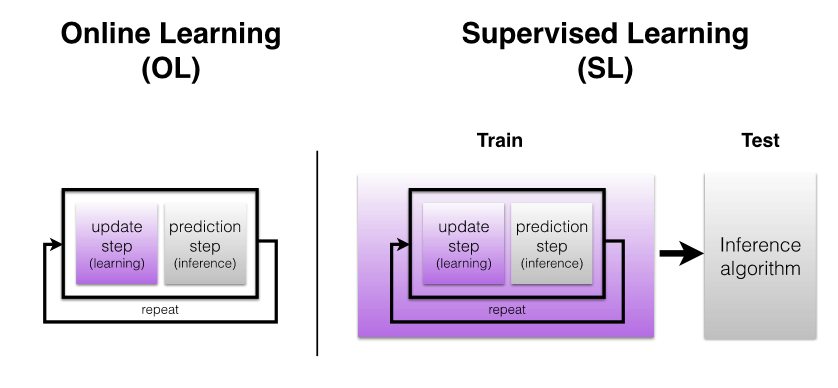 Online Learning
(OL)
Supervised Learning
(SL)
Train
Test
update
step
(learning)
prediction
step
(inference)
repeat
update
step
(learning)
prediction
step
(inference)
repeat
Inference
algorithm